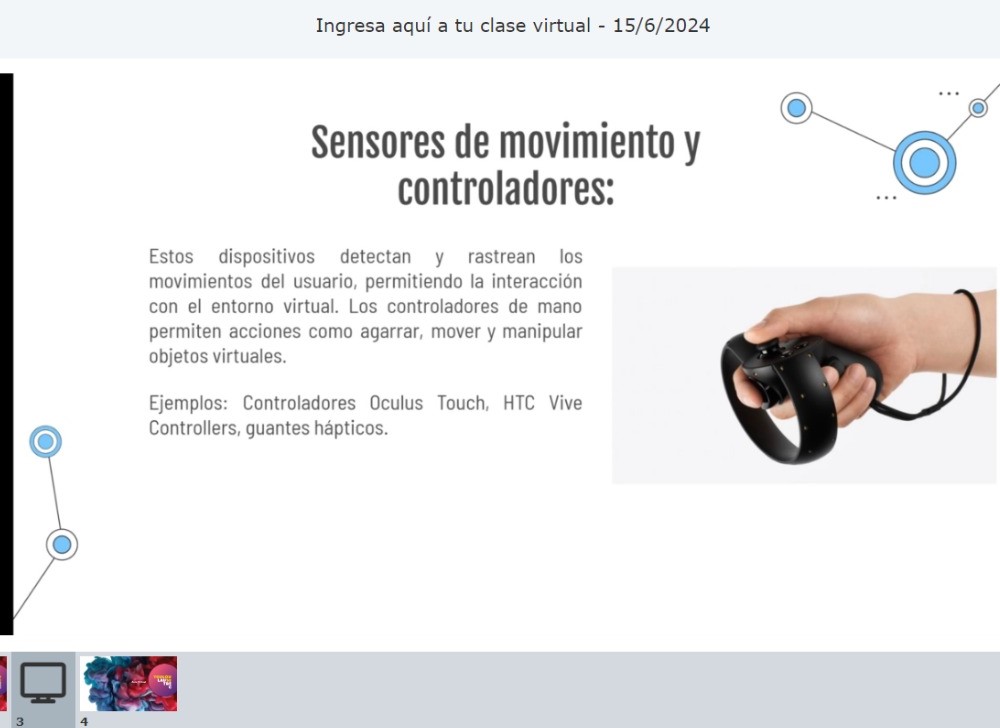 Ingresa aquí a tu clase virtual - 15/6/2024
Sensores de movimiento y
controladores:
Estos dispositivos detectan y rastrean los
movimientos del usuario, permitiendo la interacción
con el entorno virtual. Los controladores de mano
permiten acciones como agarrar, mover y manipular
objetos virtuales.
Ejemplos: Controladores Oculus Touch, HTC Vive
Controllers, guantes hápticos.
3
4